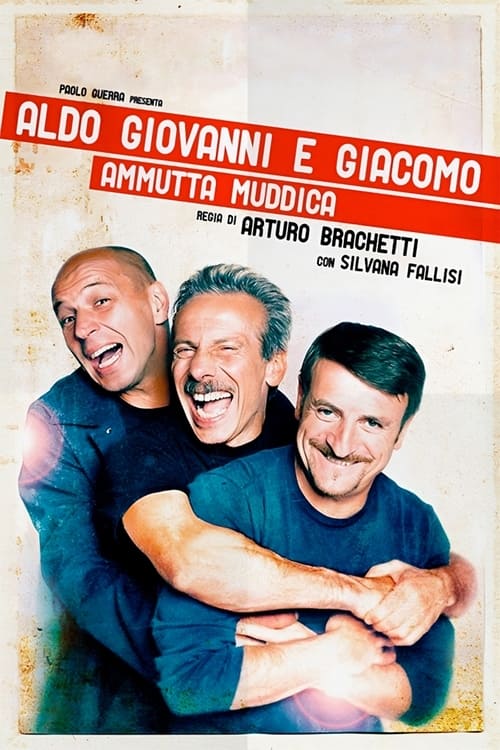 PAOLO GUERRA PRESENTA
ALDO GIOVANNI E GIACOMO
AMMUTTA MUDDICA
REGIA DI ARTURO BRACHETTI
CON SILVANA FALLISI